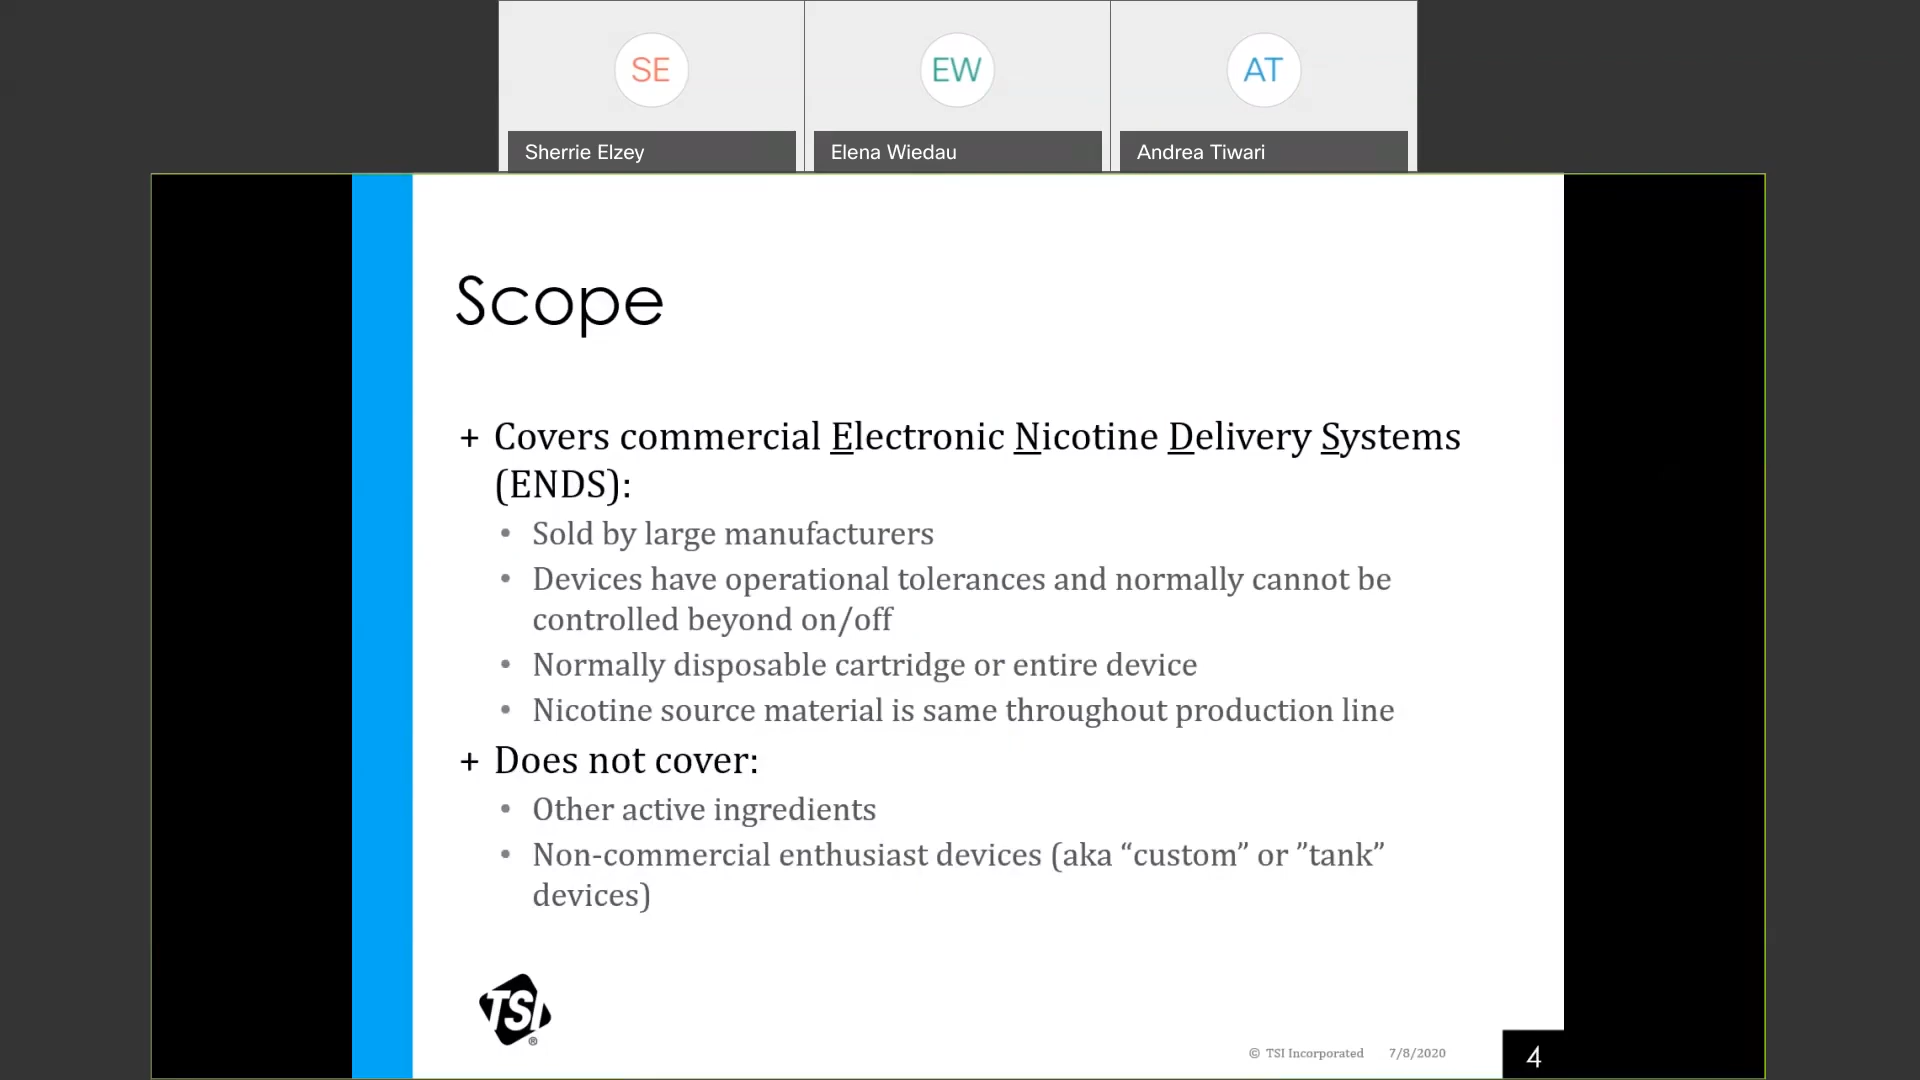 SE
EW
AT
Sherrie Elzey
Elena Wiedau
Andrea Tiwari
Scope
+ Covers commercial Electronic Nicotine Delivery Systems
(ENDS):
• Sold by large manufacturers
• Devices have operational tolerances and normally cannot be
controlled beyond on/off
• Normally disposable cartridge or entire device
• Nicotine source material is same throughout production line
+ Does not cover:
• Other active ingredients
• Non-commercial enthusiast devices (aka “custom” or ”tank”
devices)
TSI®
© TSI Incorporated 7/8/2020
4